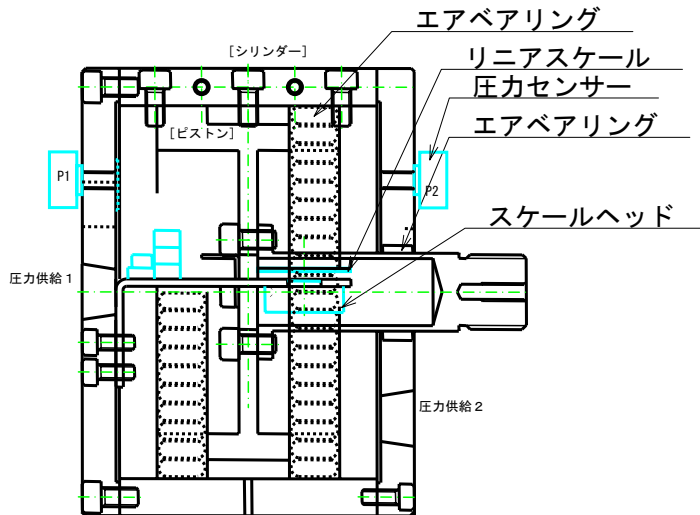 エアベアリング
[シリンダー]
リニアスケール
圧力センサー
エアベアリング
[ピストン]
P1
P2
スケールヘッド
圧力供給1
圧力供給2